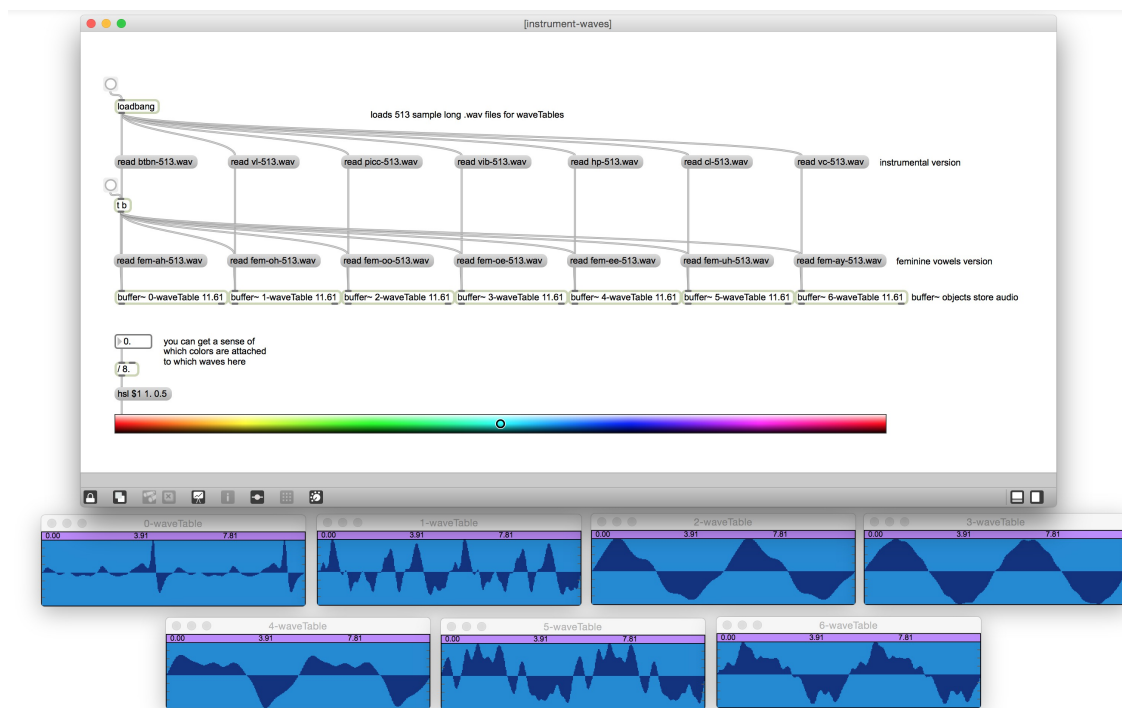 [instrument-waves]
loadbang
loads 513 sample long .wav files for waveTables
read btbn-513.wav
read vl-513.wav
read picc-513.wav
read vib-513.wav
read hp-513.wav
read cl-513.wav
read vc-513.wav
instrumental version
t b
read fem-ah-513.wav
read fem-oh-513.wav
read fem-oo-513.wav
read fem-oe-513.wav
read fem-ee-513.wav
read fem-uh-513.wav
read fem-ay-513.wav
feminine vowels version
buffer~ 0-waveTable 11.61
buffer~ 1-waveTable 11.61
buffer~ 2-waveTable 11.61
buffer~ 3-waveTable 11.61
buffer~ 4-waveTable 11.61
buffer~ 5-waveTable 11.61
buffer~ 6-waveTable 11.61
buffer~ objects store audio
0.
you can get a sense of
which colors are attached
to which waves here
/ 8.
hsl $1 1. 0.5
0-waveTable
0.00 3.91 7.81
1-waveTable
0.00 3.91 7.81
2-waveTable
0.00 3.91 7.81
3-waveTable
0.00 3.91 7.81
4-waveTable
0.00 3.91 7.81
5-waveTable
0.00 3.91 7.81
6-waveTable
0.00 3.91 7.81